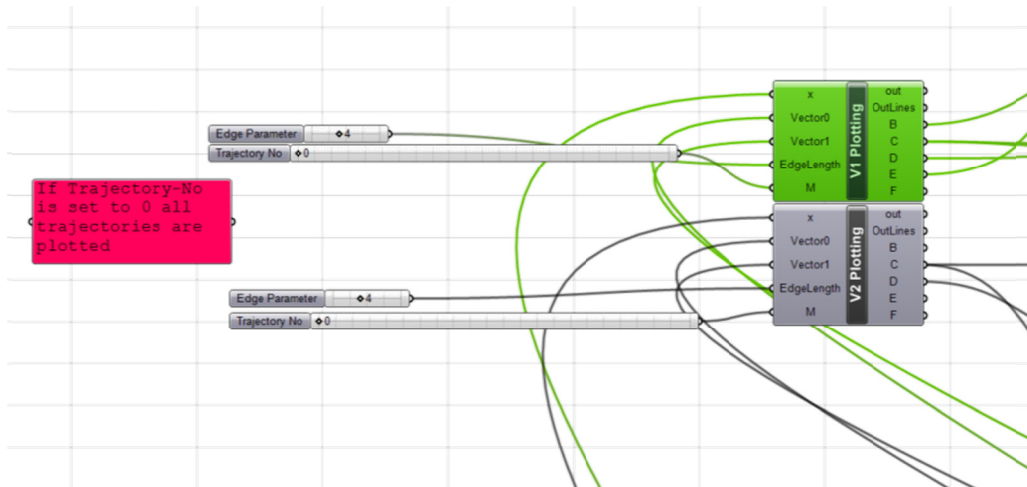 Edge Parameter ◆4
Trajectory No ◆0
If Trajectory-No
is set to 0 all
trajectories are
plotted
Edge Parameter ◆4
Trajectory No ◆0
x
Vector0
Vector1
EdgeLength
M
V1 Plotting
out
OutLines
B
C
D
E
F
x
Vector0
Vector1
EdgeLength
M
V2 Plotting
out
OutLines
B
C
D
E
F